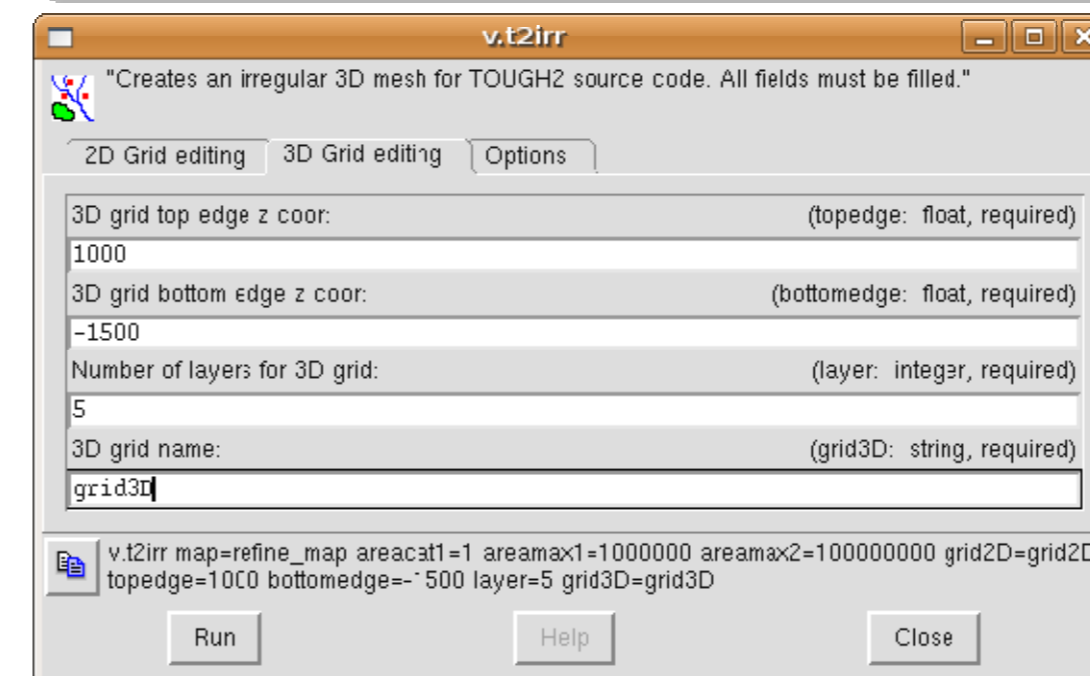 v.t2irr
"Creates an irregular 3D mesh for TOUGH2 source code. All fields must be filled."
2D Grid editing 3D Grid editing Options
3D grid top edge z coor: (topedge: float, required)
1000
3D grid bottom edge z coor: (bottomedge: float, required)
-1500
Number of layers for 3D grid: (layer: integer, required)
5
3D grid name: (grid3D: string, required)
grid3D
v.t2irr map=refine_map areacat1=1 areamax1=1000000 areamax2=100000000 grid2D=grid2D
topedge=1000 bottomedge=-1500 layer=5 grid3D=grid3D
Run Help Close